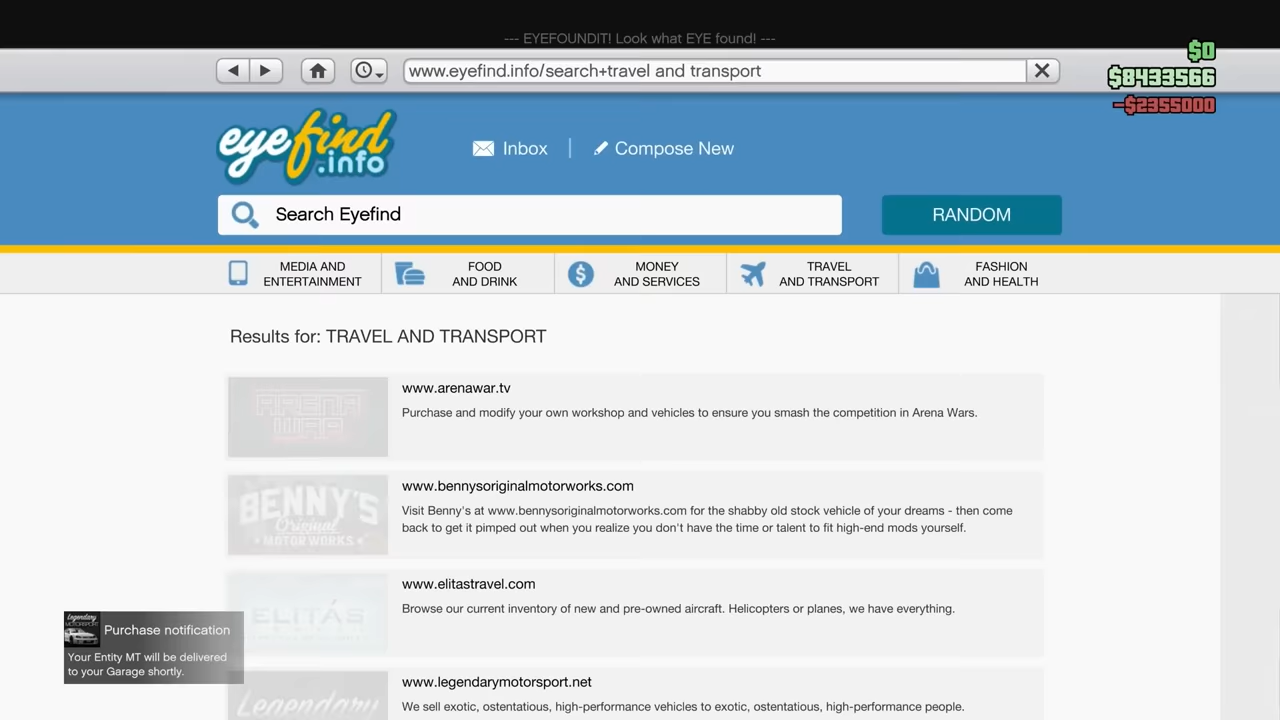 --- EYEFOUNDIT! Look what EYE found! ---
$0
www.eyefind.info/search+travel and transport
$8433566
-$2355000
eyefind
.info
Inbox
Compose New
Search Eyefind
RANDOM
MEDIA AND
ENTERTAINMENT
FOOD
AND DRINK
MONEY
AND SERVICES
TRAVEL
AND TRANSPORT
FASHION
AND HEALTH
Results for: TRAVEL AND TRANSPORT
ARENA
WAR
www.arenawar.tv
Purchase and modify your own workshop and vehicles to ensure you smash the competition in Arena Wars.
BENNY'S
Original
MOTOR WORKS
www.bennysoriginalmotorworks.com
Visit Benny's at www.bennysoriginalmotorworks.com for the shabby old stock vehicle of your dreams - then come
back to get it pimped out when you realize you don't have the time or talent to fit high-end mods yourself.
ELITÁS
www.elitastravel.com
Browse our current inventory of new and pre-owned aircraft. Helicopters or planes, we have everything.
Legendary
MOTORSPORT
Purchase notification
Your Entity MT will be delivered
to your Garage shortly.
Legendary
www.legendarymotorsport.net
We sell exotic, ostentatious, high-performance vehicles to exotic, ostentatious, high-performance people.